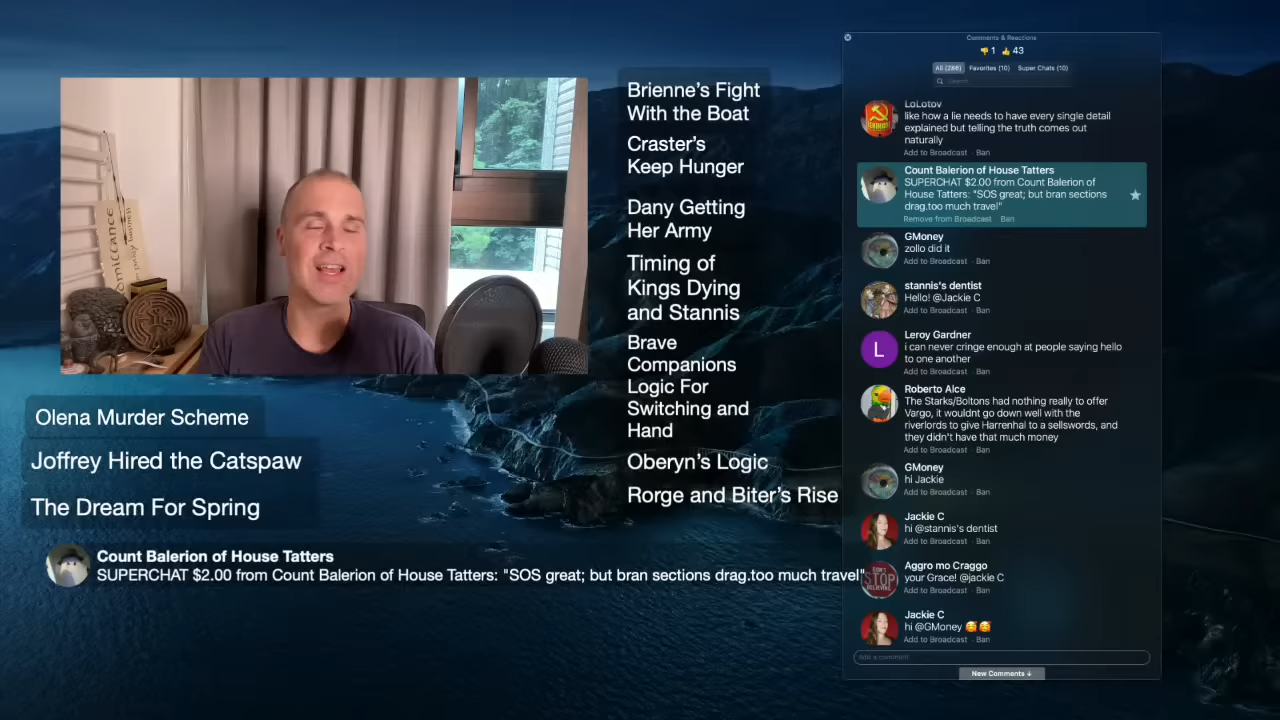 Brienne's Fight
With the Boat
Craster's
Keep Hunger
Dany Getting
Her Army
Timing of
Kings Dying
and Stannis
Brave
Companions
Logic For
Switching and
Hand
Oberyn's Logic
Rorge and Biter's Rise
Olena Murder Scheme
Joffrey Hired the Catspaw
The Dream For Spring
Count Balerion of House Tatters
SUPERCHAT $2.00 from Count Balerion of House Tatters: "SOS great; but bran sections drag.too much travel"
Comments & Reactions
👎 1 👍 43
All (286) Favorites (10) Super Chats (10)
Search
LoLotov
like how a lie needs to have every single detail
explained but telling the truth comes out
naturally
Add to Broadcast · Ban
Count Balerion of House Tatters
SUPERCHAT $2.00 from Count Balerion of
House Tatters: "SOS great; but bran sections
drag.too much travel"
Remove from Broadcast · Ban
GMoney
zollo did it
Add to Broadcast · Ban
stannis's dentist
Hello! @Jackie C
Add to Broadcast · Ban
L
Leroy Gardner
i can never cringe enough at people saying hello
to one another
Add to Broadcast · Ban
Roberto Alce
The Starks/Boltons had nothing really to offer
Vargo, it wouldnt go down well with the
riverlords to give Harrenhal to a sellswords, and
they didn't have that much money
Add to Broadcast · Ban
GMoney
hi Jackie
Add to Broadcast · Ban
Jackie C
hi @stannis's dentist
Add to Broadcast · Ban
STOP
Aggro mo Craggo
your Grace! @jackie C
Add to Broadcast · Ban
Jackie C
hi @GMoney 🥰🥰
Add to Broadcast · Ban
Add a comment
New Comments ↓